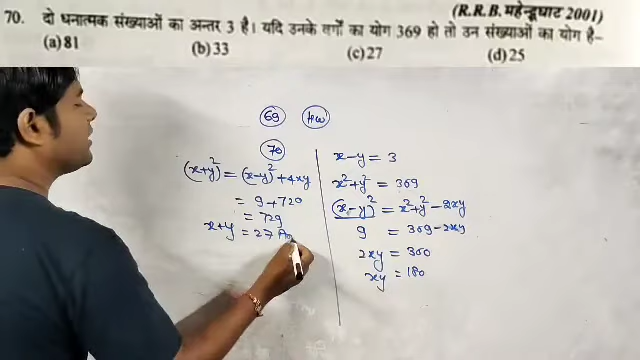 (R.R.B. महेन्द्रूघाट 2001)
70. दो धनात्मक संख्याओं का अन्तर 3 है। यदि उनके वर्गों का योग 369 हो तो उन संख्याओं का योग है–
(a) 81 (b) 33 (c) 27 (d) 25
69 HW
70
(x+y)² = (x-y)² + 4xy
= 9 + 720
= 729
x+y = 27
x - y = 3
x² + y² = 369
(x-y)² = x² + y² - 2xy
9 = 369 - 2xy
2xy = 360
xy = 180